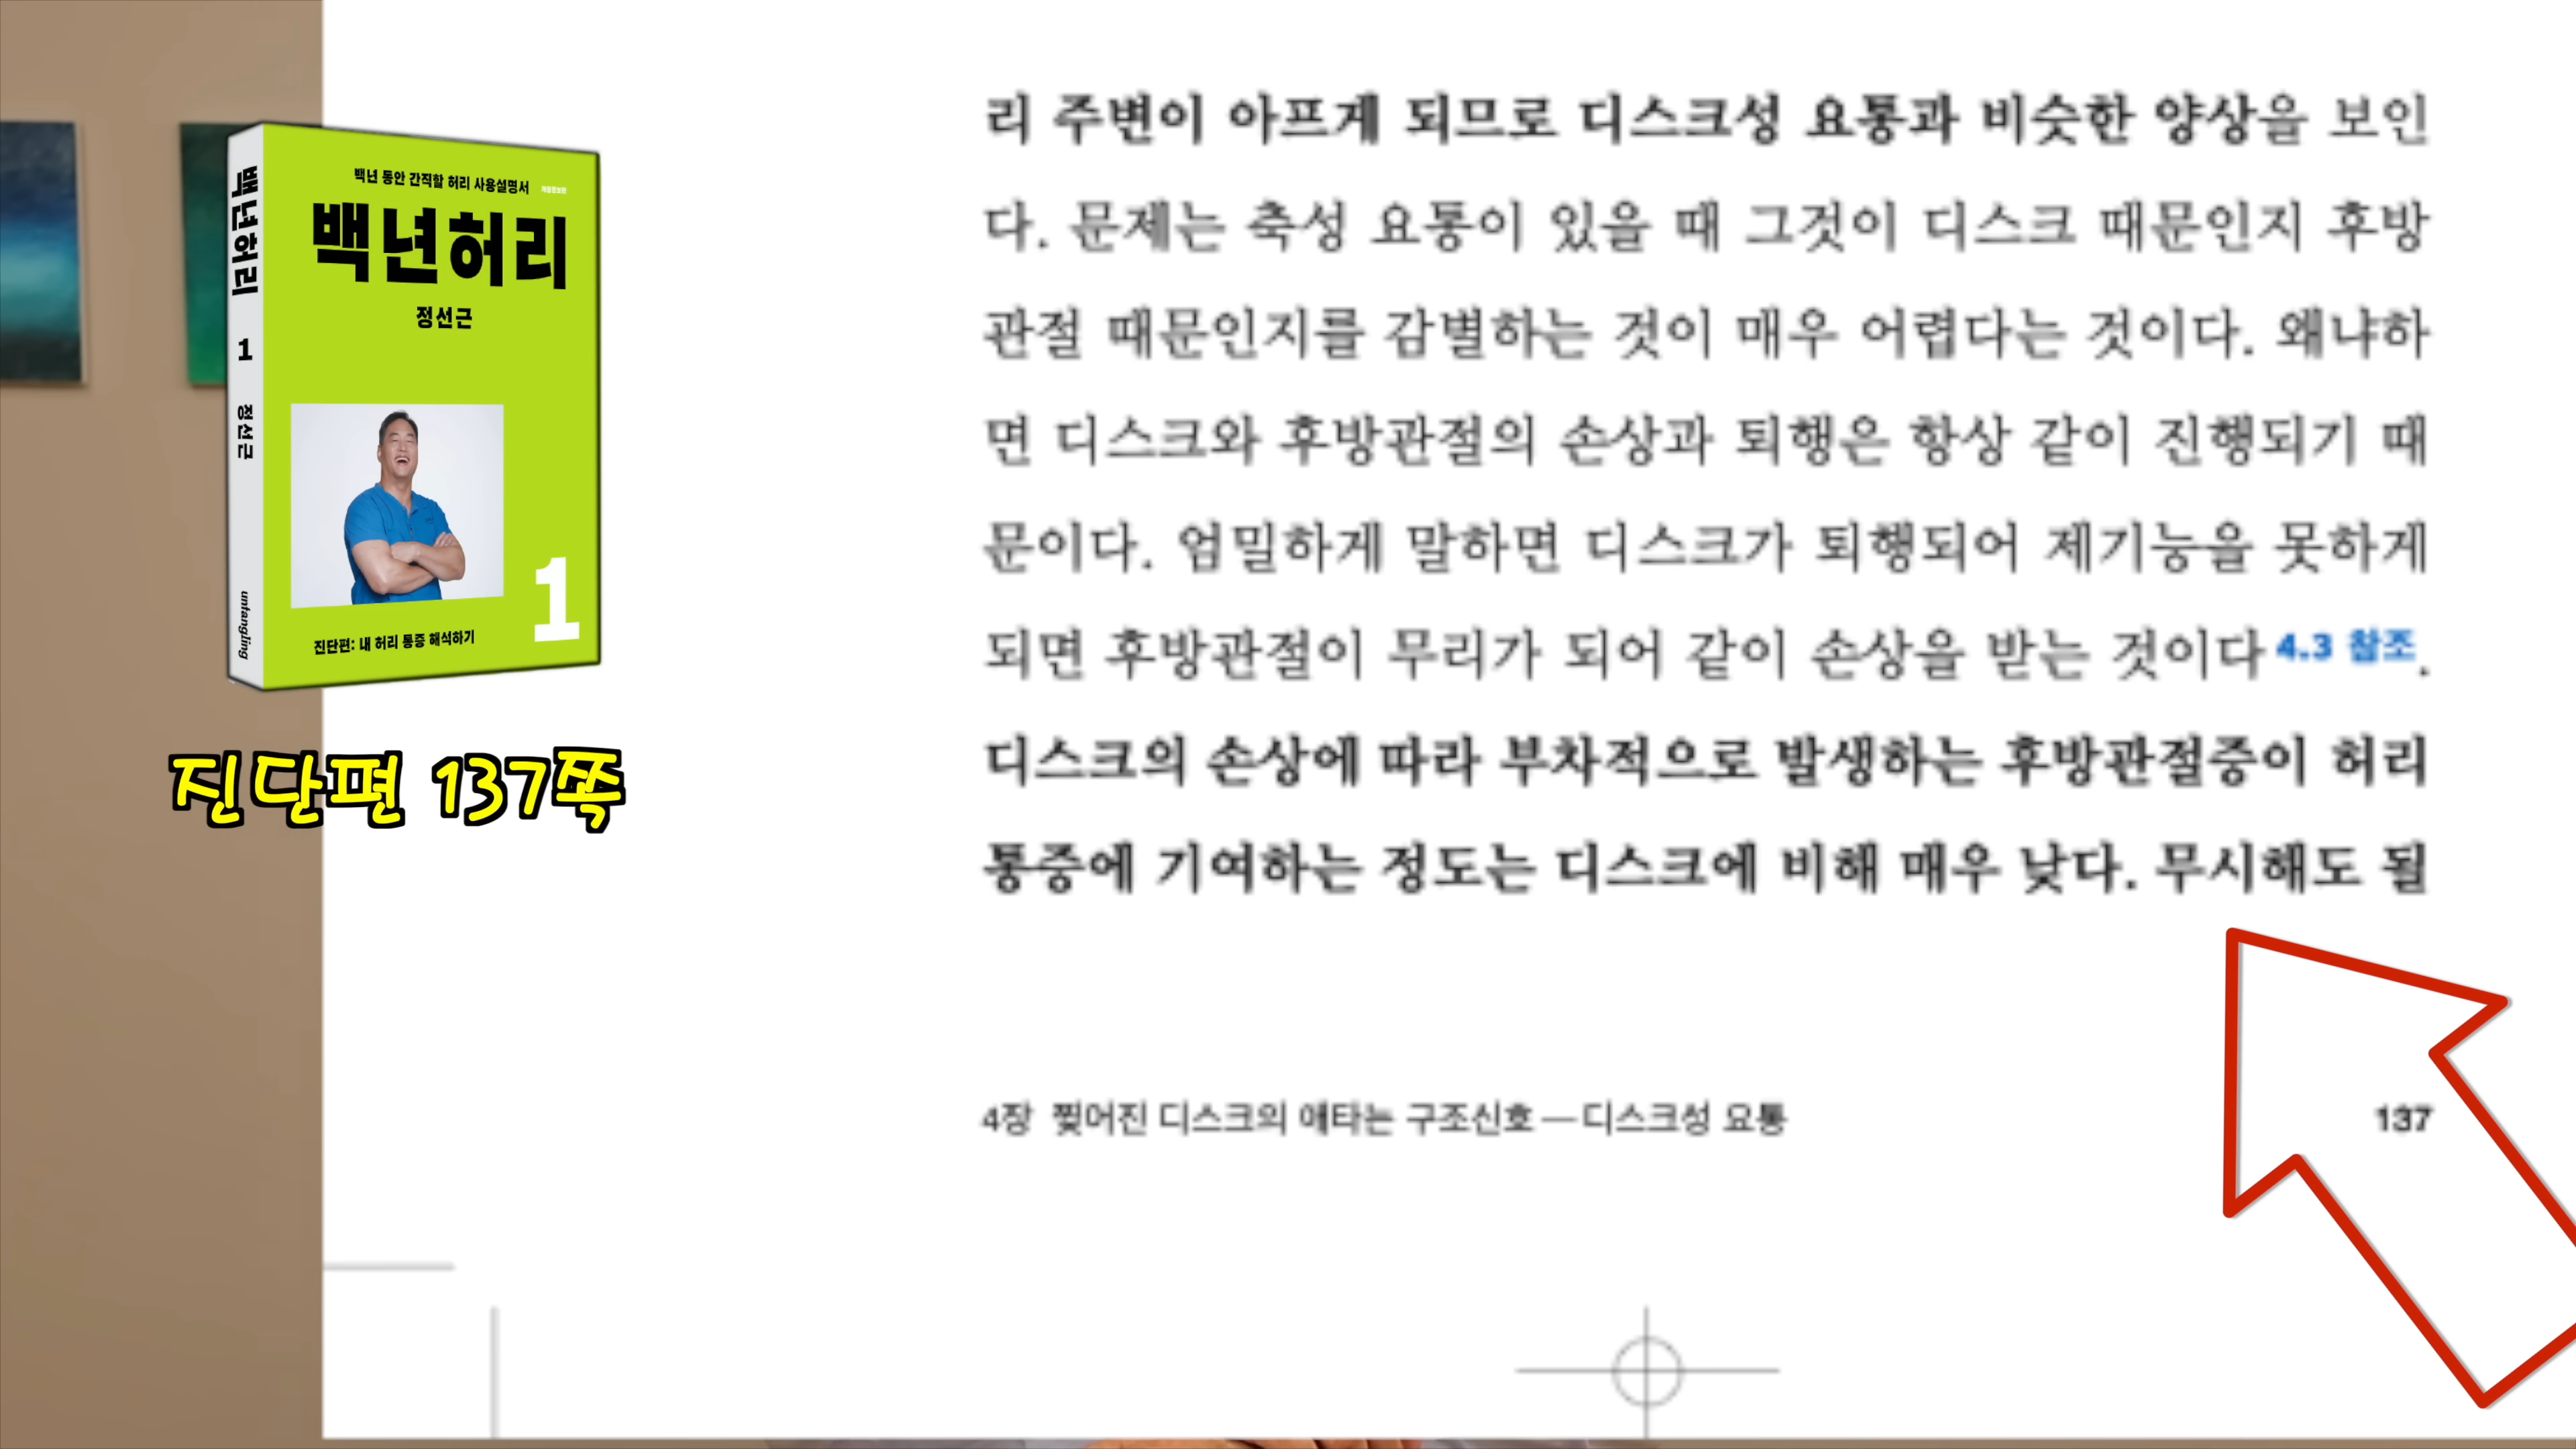 백년 동안 간직할 허리 사용설명서
개정증보판
백년허리
정선근
진단편: 내 허리 통증 해석하기
1
백년허리 1 정선근 untangling
진단편 137쪽
리 주변이 아프게 되므로 디스크성 요통과 비슷한 양상을 보인
다. 문제는 축성 요통이 있을 때 그것이 디스크 때문인지 후방
관절 때문인지를 감별하는 것이 매우 어렵다는 것이다. 왜냐하
면 디스크와 후방관절의 손상과 퇴행은 항상 같이 진행되기 때
문이다. 엄밀하게 말하면 디스크가 퇴행되어 제기능을 못하게
되면 후방관절이 무리가 되어 같이 손상을 받는 것이다 4.3 참조.
디스크의 손상에 따라 부차적으로 발생하는 후방관절증이 허리
통증에 기여하는 정도는 디스크에 비해 매우 낮다. 무시해도 될
4장 찢어진 디스크의 애타는 구조신호 — 디스크성 요통
137